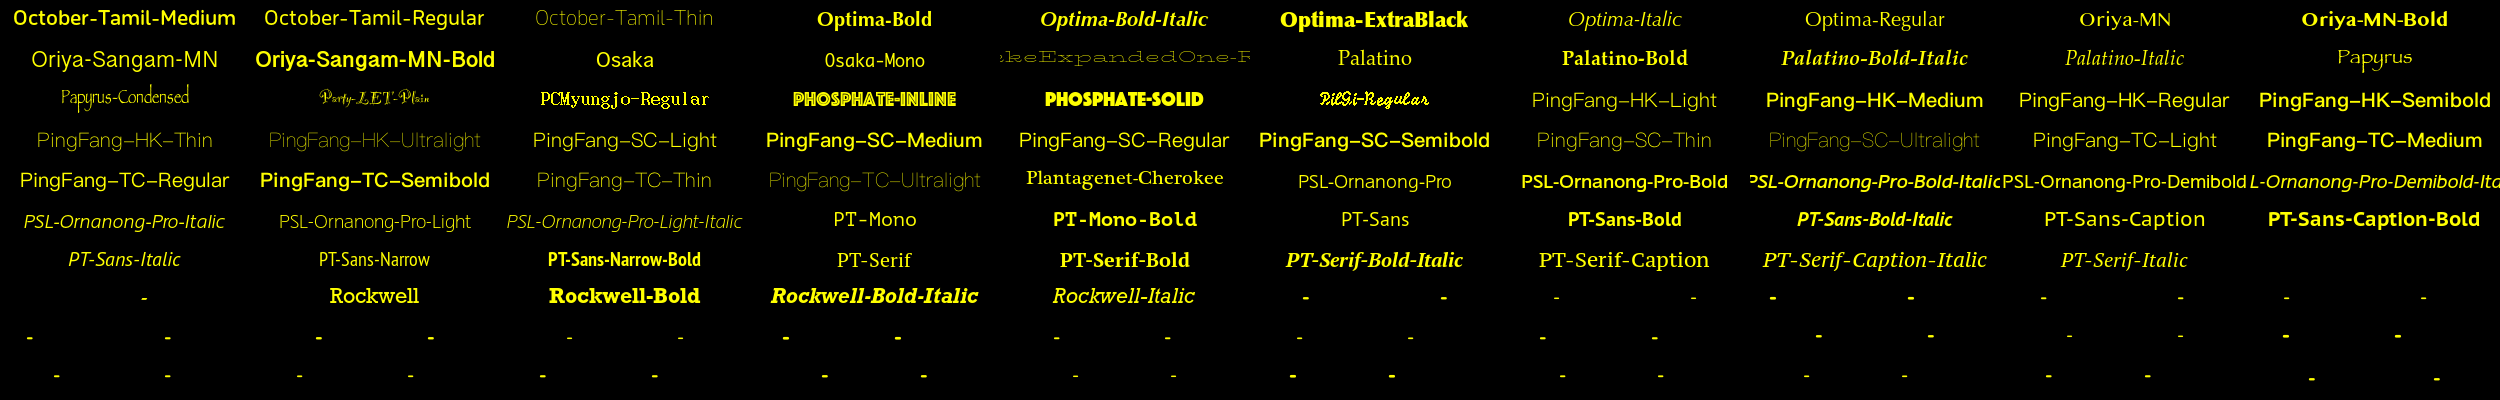 October-Tamil-Medium October-Tamil-Regular October-Tamil-Thin Optima-Bold Optima-Bold-Italic Optima-ExtraBlack Optima-Italic Optima-Regular Oriya-MN Oriya-MN-Bold
Oriya-Sangam-MN Oriya-Sangam-MN-Bold Osaka Osaka-Mono keExpandedOne-R Palatino Palatino-Bold Palatino-Bold-Italic Palatino-Italic Papyrus
Papyrus-Condensed Party-LET-Plain PCMyungjo-Regular PHOSPHATE-INLINE PHOSPHATE-SOLID PilGi-Regular PingFang-HK-Light PingFang-HK-Medium PingFang-HK-Regular PingFang-HK-Semibold
PingFang-HK-Thin PingFang-HK-Ultralight PingFang-SC-Light PingFang-SC-Medium PingFang-SC-Regular PingFang-SC-Semibold PingFang-SC-Thin PingFang-SC-Ultralight PingFang-TC-Light PingFang-TC-Medium
PingFang-TC-Regular PingFang-TC-Semibold PingFang-TC-Thin PingFang-TC-Ultralight Plantagenet-Cherokee PSL-Ornanong-Pro PSL-Ornanong-Pro-Bold PSL-Ornanong-Pro-Bold-Italic PSL-Ornanong-Pro-Demibold L-Ornanong-Pro-Demibold-Ita
PSL-Ornanong-Pro-Italic PSL-Ornanong-Pro-Light PSL-Ornanong-Pro-Light-Italic PT-Mono PT-Mono-Bold PT-Sans PT-Sans-Bold PT-Sans-Bold-Italic PT-Sans-Caption PT-Sans-Caption-Bold
PT-Sans-Italic PT-Sans-Narrow PT-Sans-Narrow-Bold PT-Serif PT-Serif-Bold PT-Serif-Bold-Italic PT-Serif-Caption PT-Serif-Caption-Italic PT-Serif-Italic
- Rockwell Rockwell-Bold Rockwell-Bold-Italic Rockwell-Italic - - - - - - - - - -
- - - - - - - - - - - - - - - - - - - -
- - - - - - - - - - - - - - - - - - - -